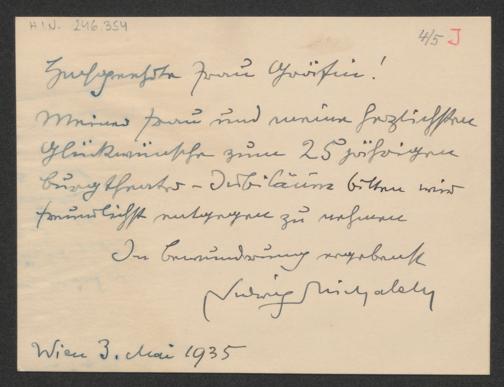 HIN. 246.354
4/5 J
Hochgeehrte Frau Gräfin!
Meiner Frau und meine herzlichsten
Glückwünsche zum 25 jährigen
Burgtheater-Jubiläum bitten wir
freundlichst entgegen zu nehmen
In Bewunderung ergebenst
Ludwig Michalek
Wien 3. Mai 1935